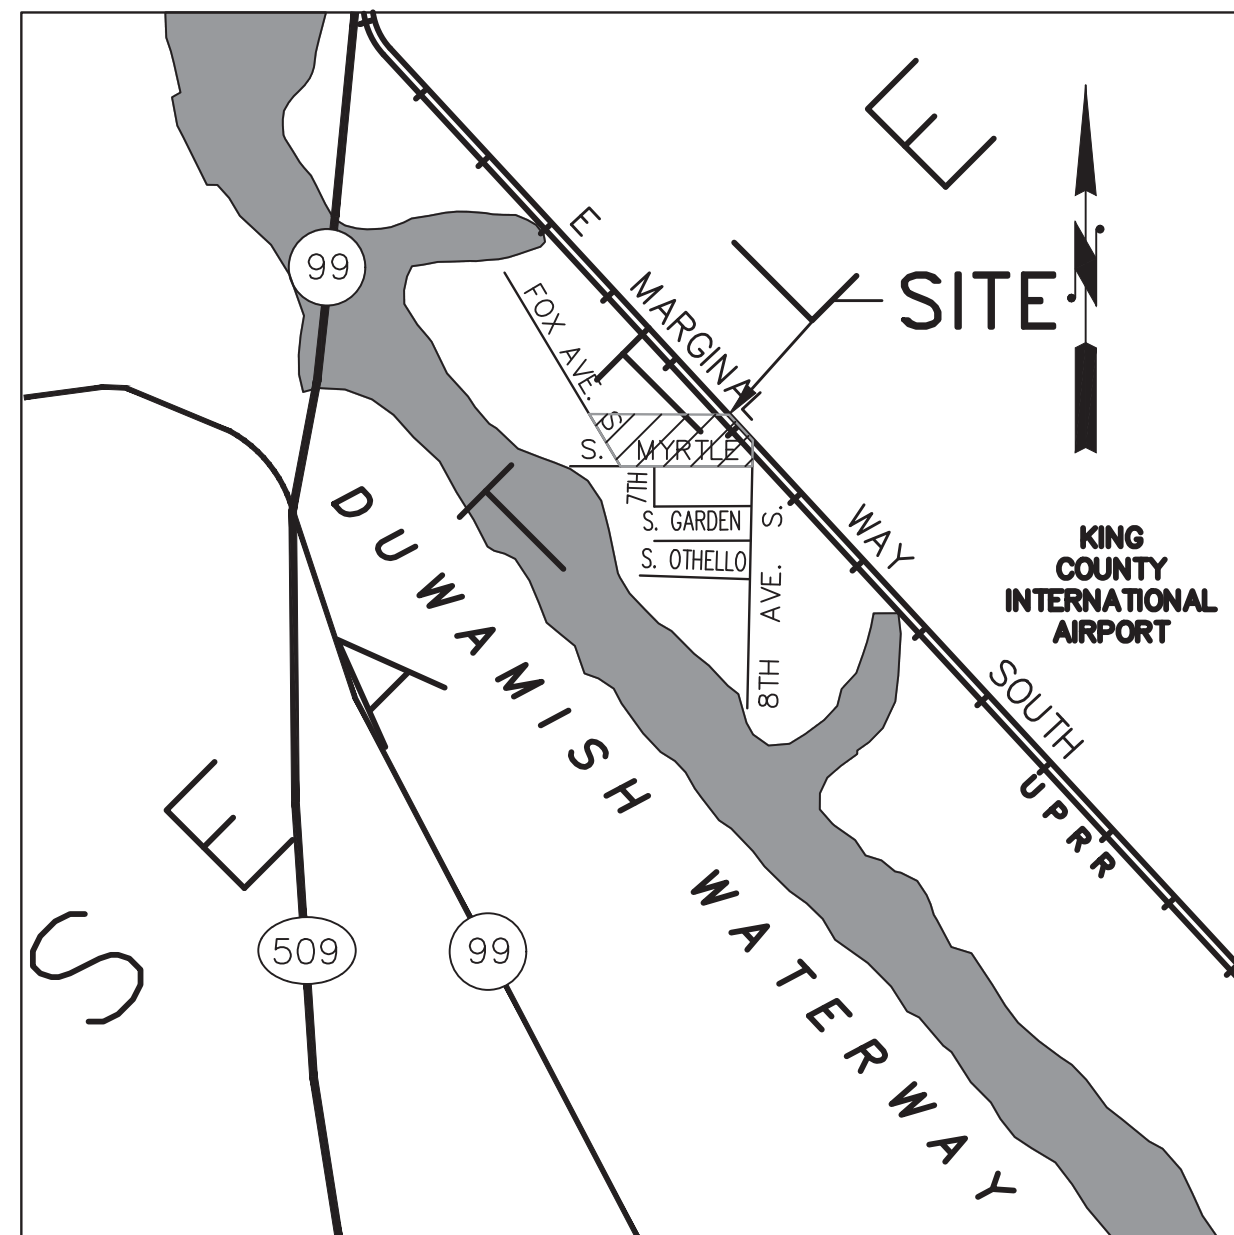 E
99
MARGINAL
SITE
N
FOX AVE. S.
S. MYRTLE
7TH
S. GARDEN
S. OTHELLO
8TH AVE. S.
WAY
KING
COUNTY
INTERNATIONAL
AIRPORT
SOUTH
UPRR
DUWAMISH WATERWAY
SEATTLE
509
99